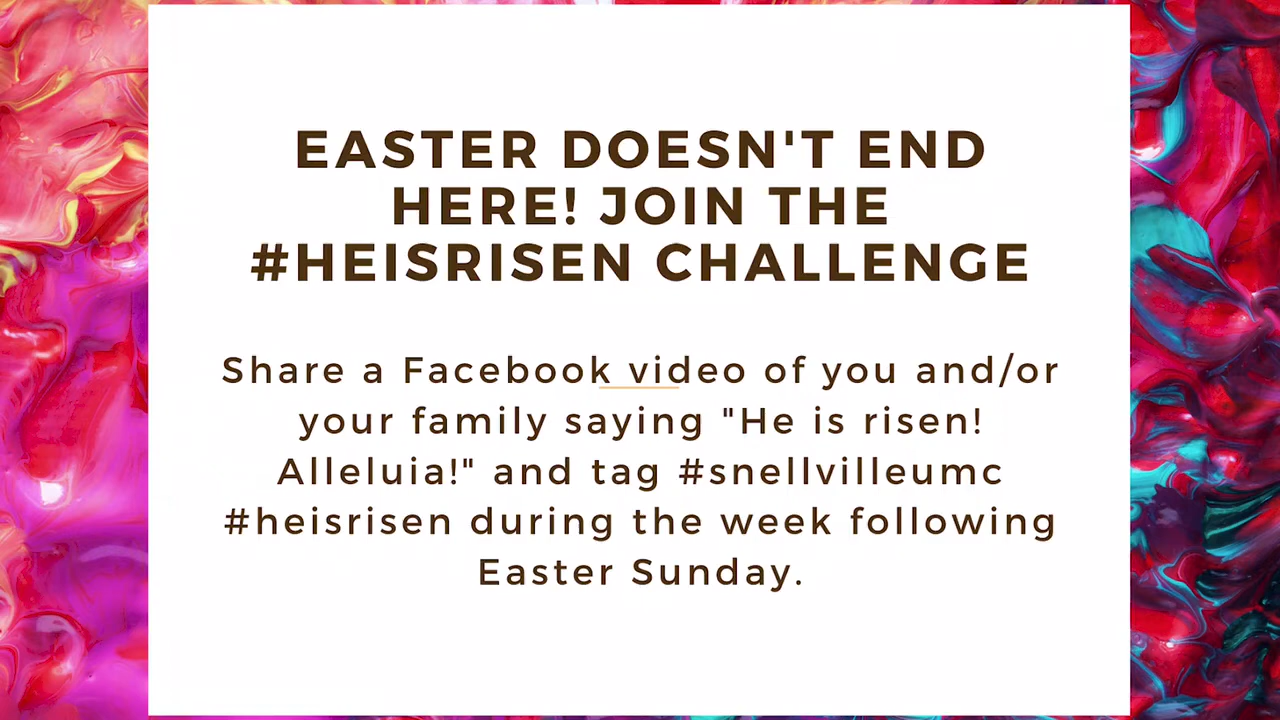 EASTER DOESN'T END
HERE! JOIN THE
#HEISRISEN CHALLENGE
Share a Facebook video of you and/or
your family saying "He is risen!
Alleluia!" and tag #snellvilleumc
#heisrisen during the week following
Easter Sunday.